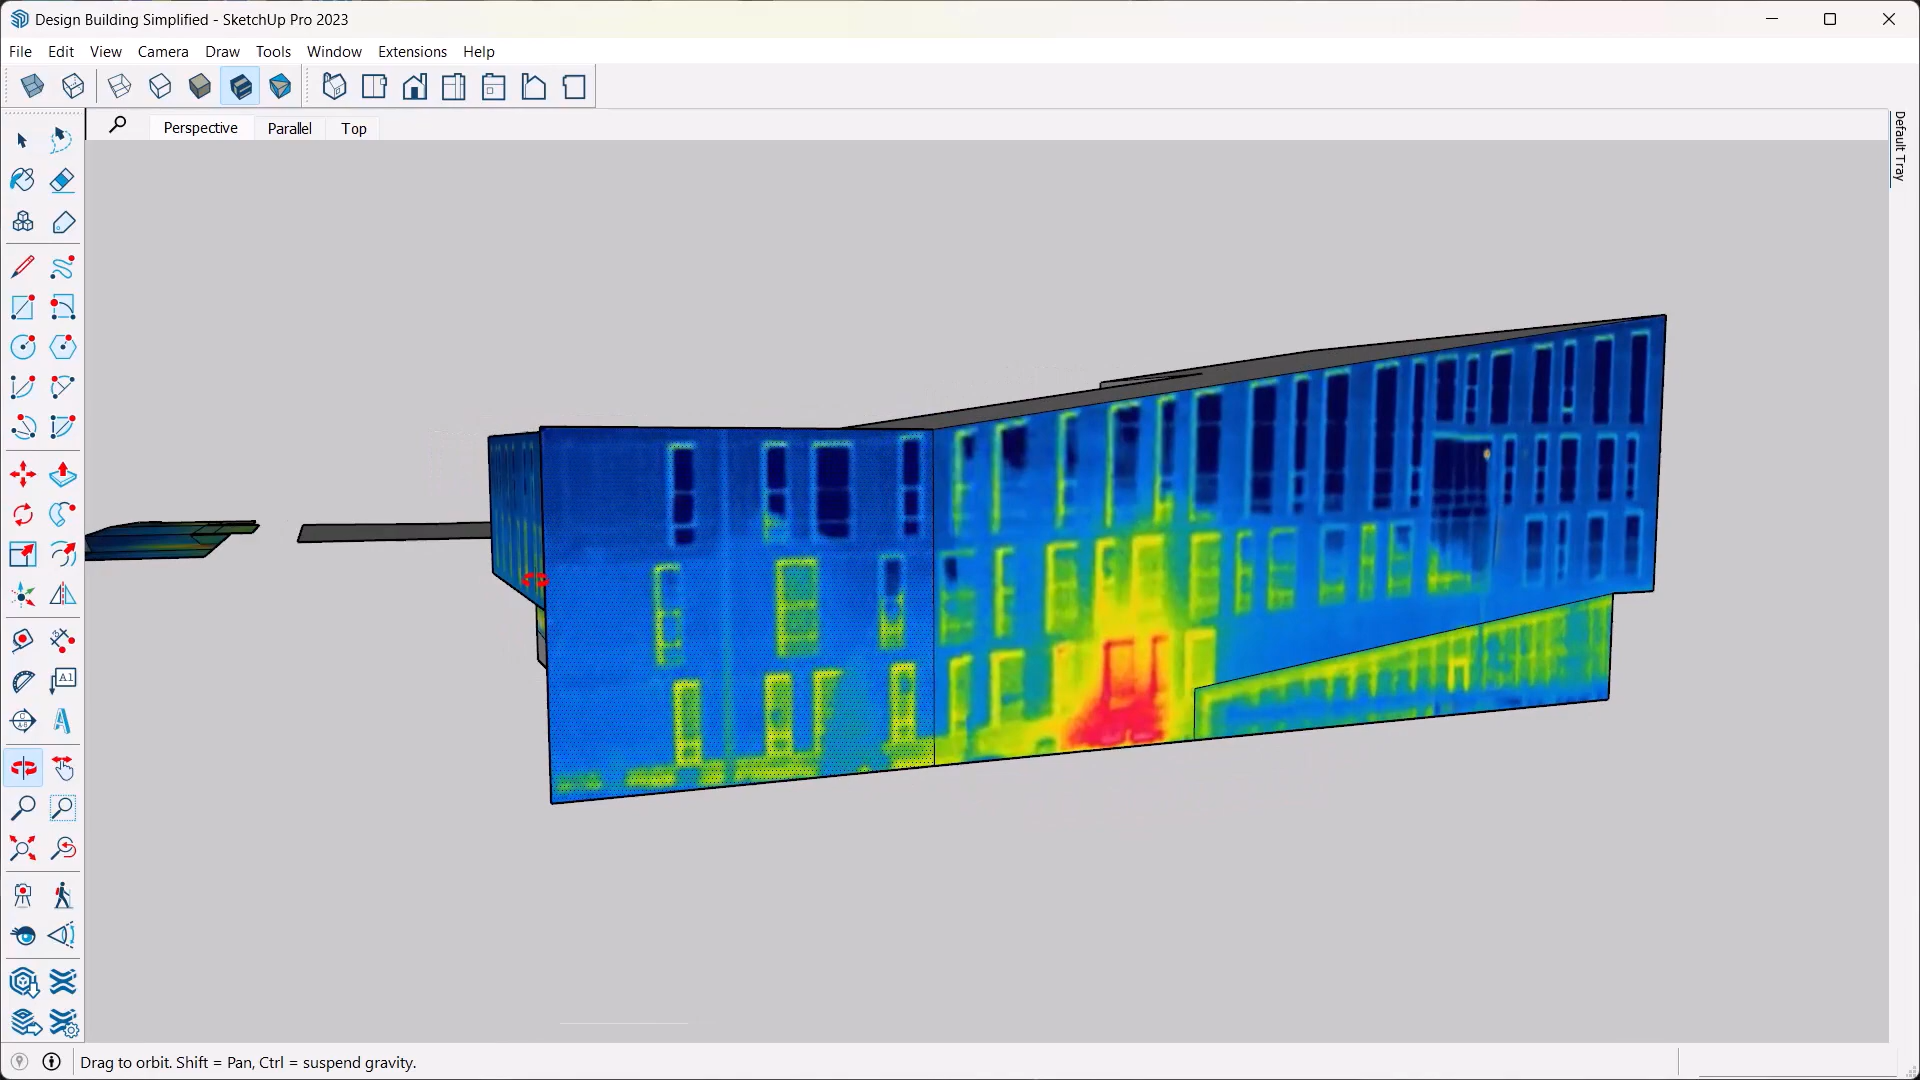 Design Building Simplified - SketchUp Pro 2023
File Edit View Camera Draw Tools Window Extensions Help
Perspective Parallel Top
Default Tray
A1
Drag to orbit. Shift = Pan, Ctrl = suspend gravity.